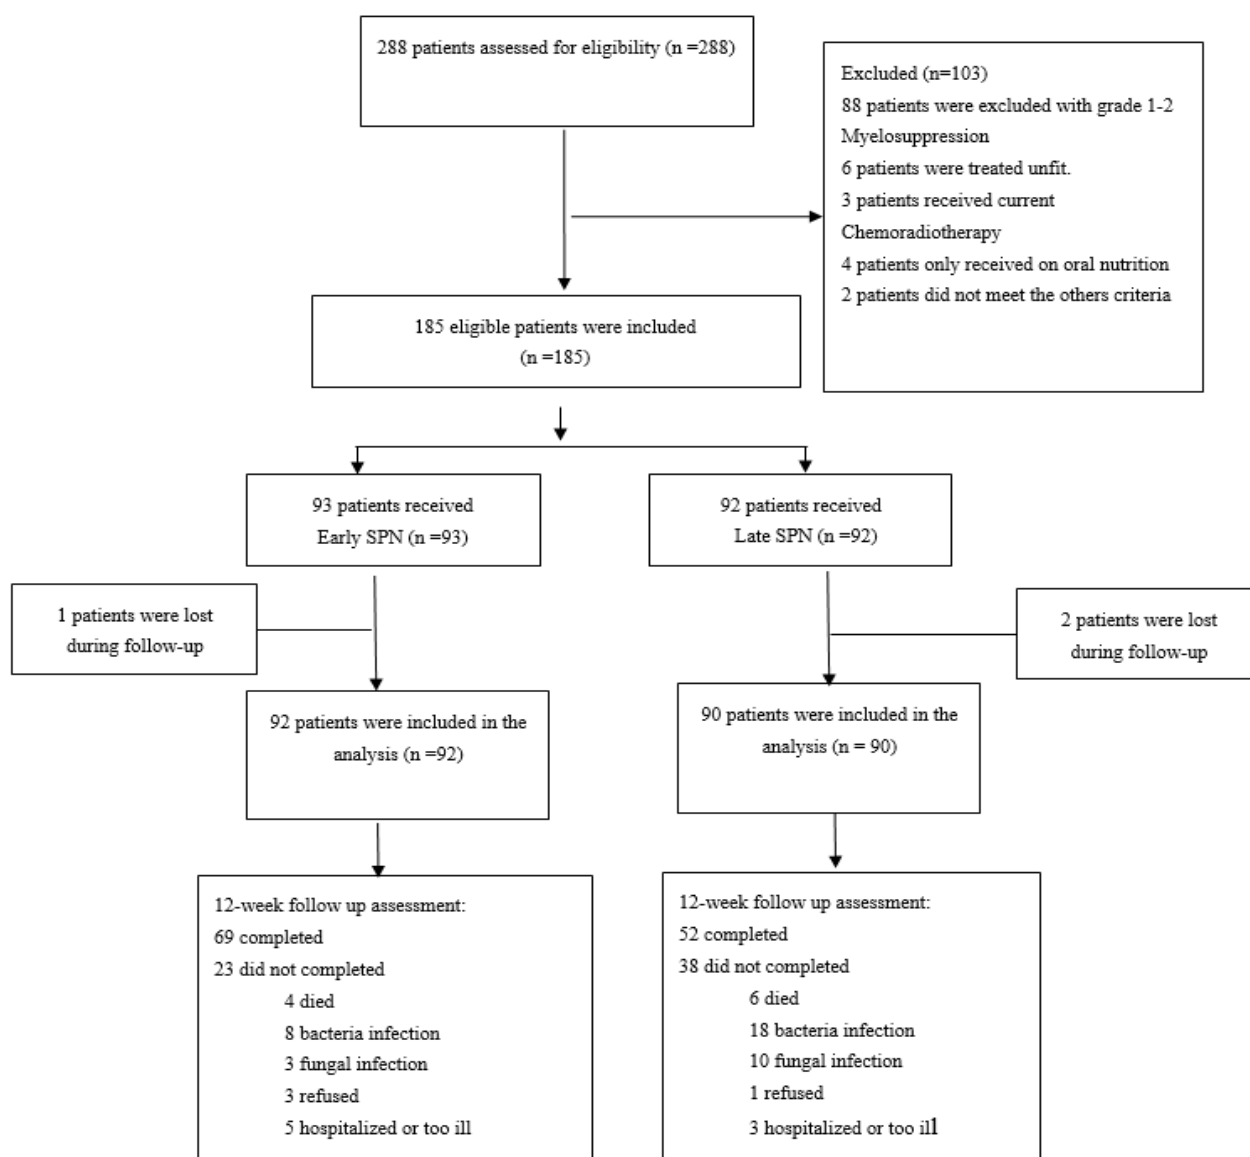 288 patients assessed for eligibility (n =288)
Excluded (n=103)
88 patients were excluded with grade 1-2
Myelosuppression
6 patients were treated unfit.
3 patients received current
Chemoradiotherapy
4 patients only received on oral nutrition
2 patients did not meet the others criteria
185 eligible patients were included
(n =185)
93 patients received
Early SPN (n =93)
92 patients received
Late SPN (n =92)
1 patients were lost
during follow-up
2 patients were lost
during follow-up
92 patients were included in the
analysis (n =92)
90 patients were included in the
analysis (n = 90)
12-week follow up assessment:
69 completed
23 did not completed
4 died
8 bacteria infection
3 fungal infection
3 refused
5 hospitalized or too ill
12-week follow up assessment:
52 completed
38 did not completed
6 died
18 bacteria infection
10 fungal infection
1 refused
3 hospitalized or too ill